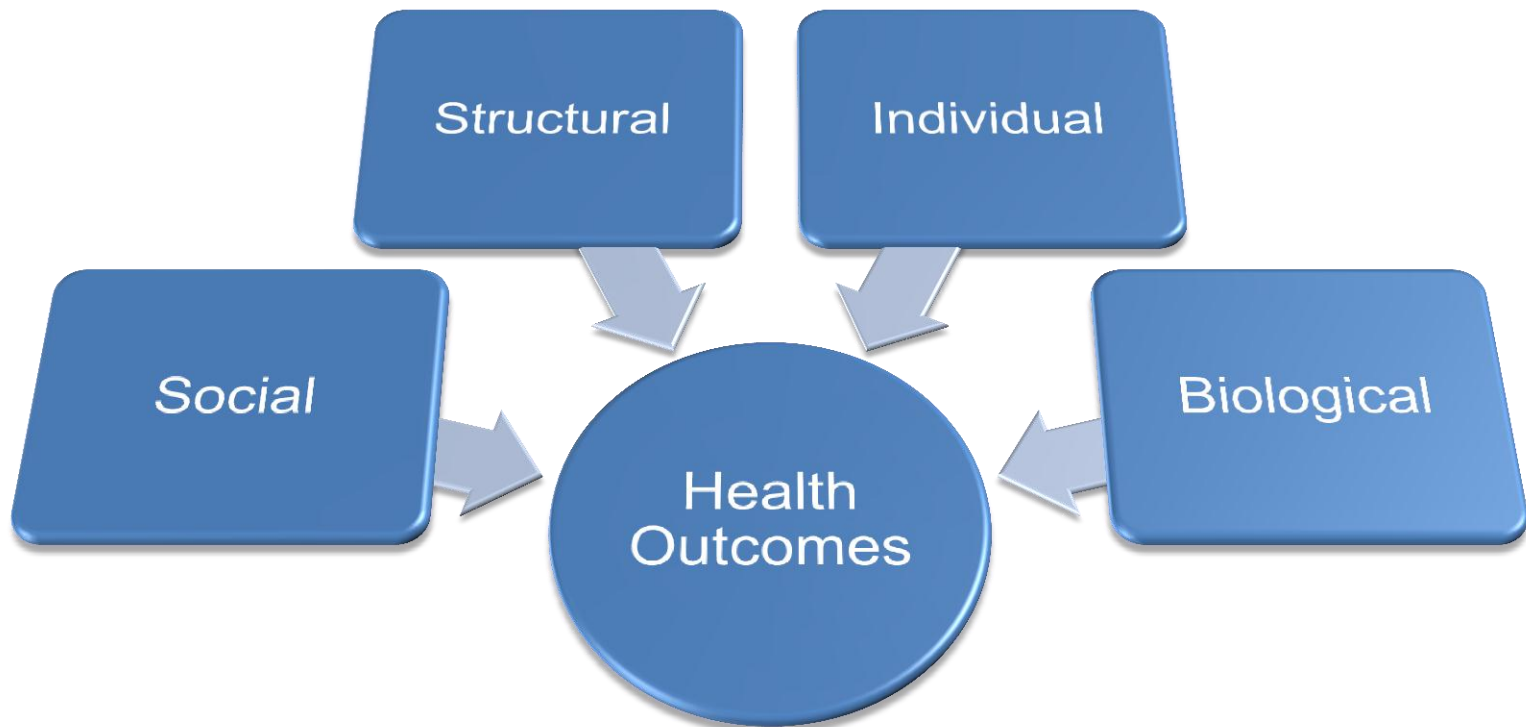 Structural
Individual
Social
Biological
Health
Outcomes